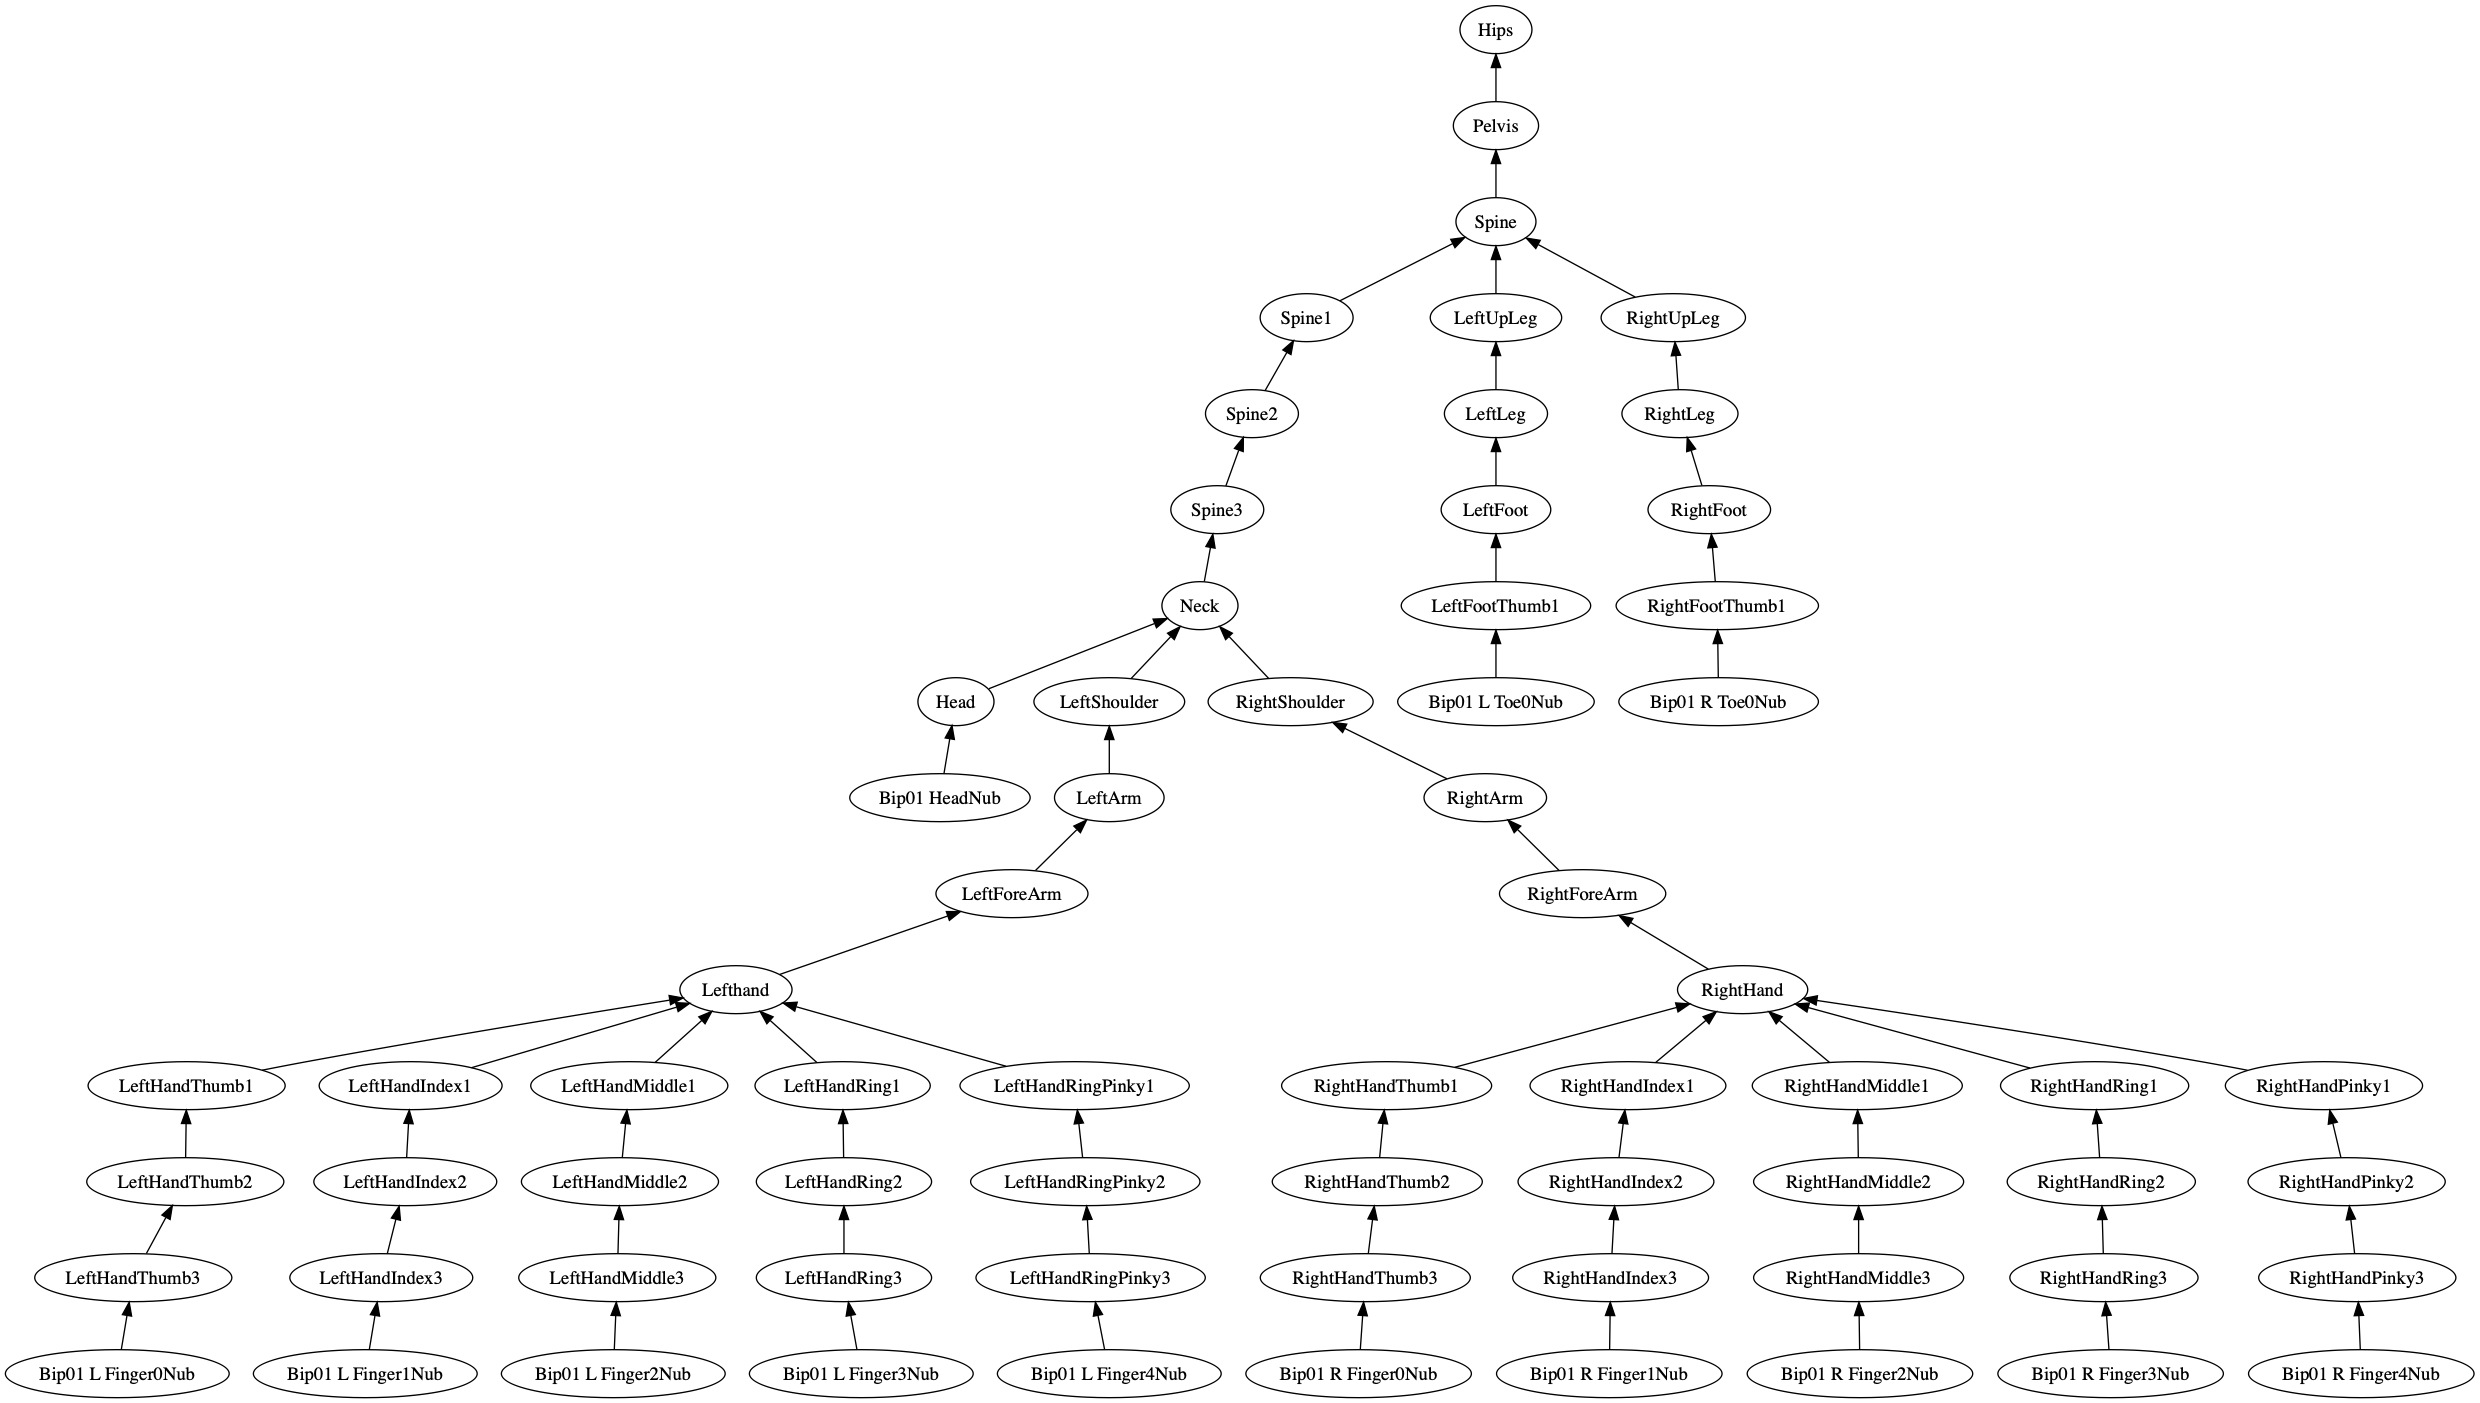 Hips
Pelvis
Spine
Spine1
LeftUpLeg
RightUpLeg
Spine2
LeftLeg
RightLeg
Spine3
LeftFoot
RightFoot
Neck
LeftFootThumb1
RightFootThumb1
Head
LeftShoulder
RightShoulder
Bip01 L Toe0Nub
Bip01 R Toe0Nub
Bip01 HeadNub
LeftArm
RightArm
LeftForeArm
RightForeArm
Lefthand
RightHand
LeftHandThumb1
LeftHandIndex1
LeftHandMiddle1
LeftHandRing1
LeftHandRingPinky1
RightHandThumb1
RightHandIndex1
RightHandMiddle1
RightHandRing1
RightHandPinky1
LeftHandThumb2
LeftHandIndex2
LeftHandMiddle2
LeftHandRing2
LeftHandRingPinky2
RightHandThumb2
RightHandIndex2
RightHandMiddle2
RightHandRing2
RightHandPinky2
LeftHandThumb3
LeftHandIndex3
LeftHandMiddle3
LeftHandRing3
LeftHandRingPinky3
RightHandThumb3
RightHandIndex3
RightHandMiddle3
RightHandRing3
RightHandPinky3
Bip01 L Finger0Nub
Bip01 L Finger1Nub
Bip01 L Finger2Nub
Bip01 L Finger3Nub
Bip01 L Finger4Nub
Bip01 R Finger0Nub
Bip01 R Finger1Nub
Bip01 R Finger2Nub
Bip01 R Finger3Nub
Bip01 R Finger4Nub